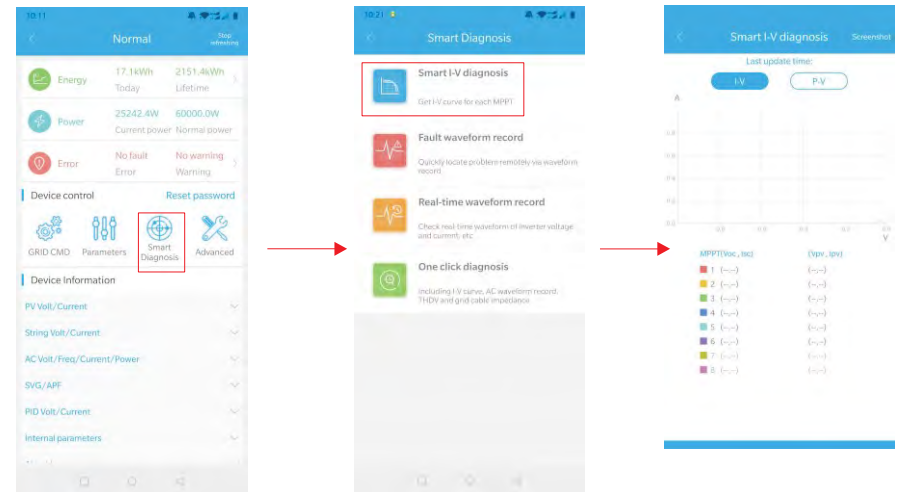 10:11
Normal
Stop
refreshing
Energy
17.1kWh
2151.4kWh
Today
Lifetime
Power
25242.4W
60000.0W
Current power
Normal power
Error
No fault
No warning
Error
Warning
Device control
Reset password
GRID CMD
Parameters
Smart
Diagnosis
Advanced
Device Information
PV Volt/Current
String Volt/Current
AC Volt/Freq/Current/Power
SVG/APF
PID Volt/Current
Internal parameters
10:21
Smart Diagnosis
Smart I-V diagnosis
Get I-V curve for each MPPT
Fault waveform record
Quickly locate problem remotely via waveform
record
Real-time waveform record
Check real-time waveform of inverter voltage
and current, etc
One click diagnosis
Including I-V curve, AC waveform record,
THDV and grid cable impedance
Smart I-V diagnosis
Screenshot
Last update time:
I-V
P-V
A
V
MPPT(Voc , Isc)
(Vpv , Ipv)
1 (--,--)
(--,--)
2 (--,--)
(--,--)
3 (--,--)
(--,--)
4 (--,--)
(--,--)
5 (--,--)
(--,--)
6 (--,--)
(--,--)
7 (--,--)
(--,--)
8 (--,--)
(--,--)